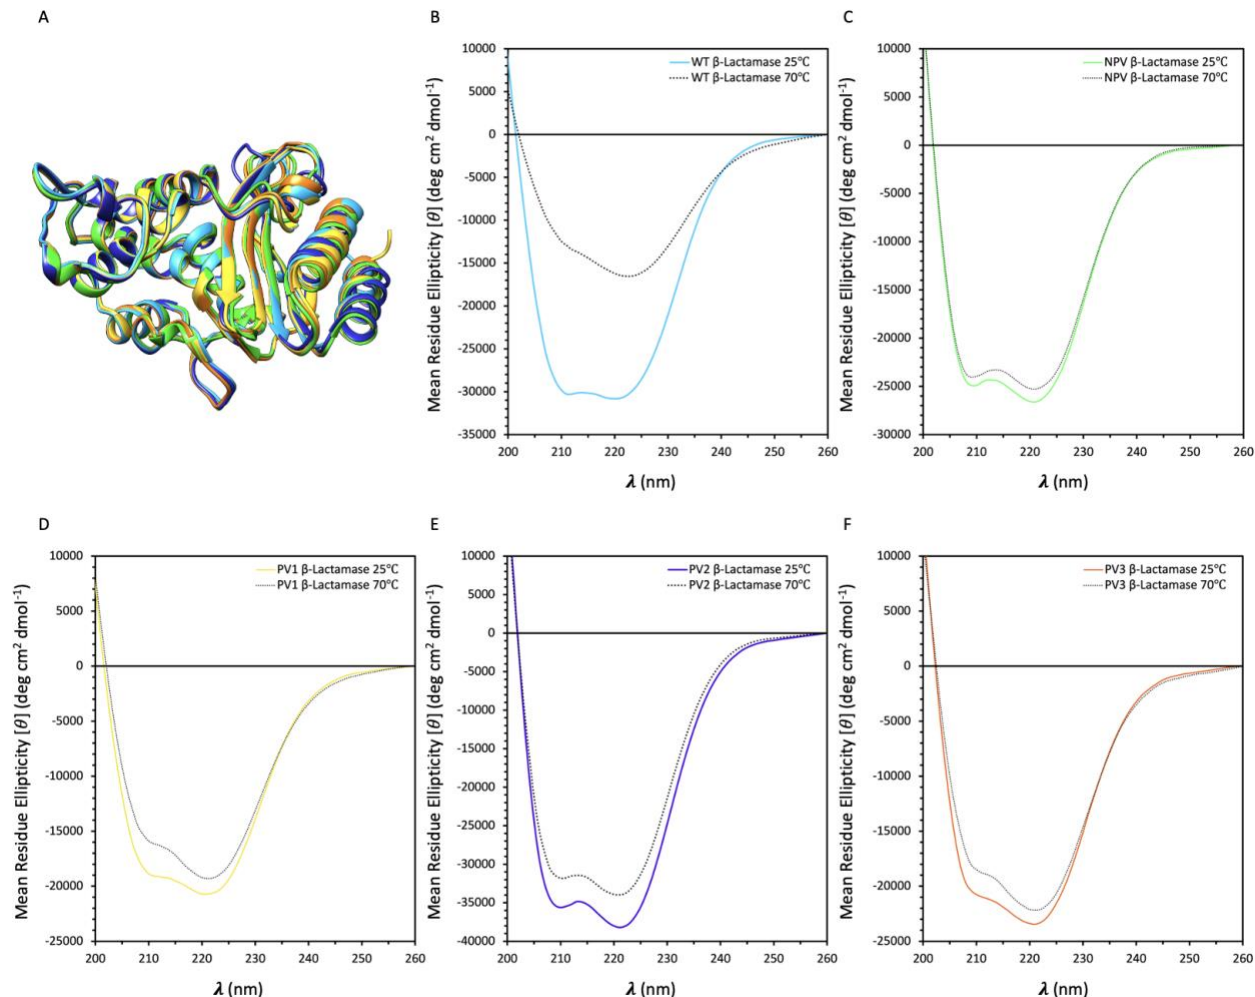 A
B
C
10000
5000
0
-5000
-10000
-15000
-20000
-25000
-30000
-35000
200 210 220 230 240 250 260
Mean Residue Ellipticity [𝜃] (deg cm² dmol⁻¹)
𝝀 (nm)
WT β-Lactamase 25℃
WT β-Lactamase 70℃
10000
5000
0
-5000
-10000
-15000
-20000
-25000
-30000
200 210 220 230 240 250 260
Mean Residue Ellipticity [𝜃] (deg cm² dmol⁻¹)
𝝀 (nm)
NPV β-Lactamase 25℃
NPV β-Lactamase 70℃
D
E
F
10000
5000
0
-5000
-10000
-15000
-20000
-25000
200 210 220 230 240 250 260
Mean Residue Ellipticity [𝜃] (deg cm² dmol⁻¹)
𝝀 (nm)
PV1 β-Lactamase 25℃
PV1 β-Lactamase 70℃
10000
5000
0
-5000
-10000
-15000
-20000
-25000
-30000
-35000
-40000
200 210 220 230 240 250 260
Mean Residue Ellipticity [𝜃] (deg cm² dmol⁻¹)
𝝀 (nm)
PV2 β-Lactamase 25℃
PV2 β-Lactamase 70℃
10000
5000
0
-5000
-10000
-15000
-20000
-25000
200 210 220 230 240 250 260
Mean Residue Ellipticity [𝜃] (deg cm² dmol⁻¹)
𝝀 (nm)
PV3 β-Lactamase 25℃
PV3 β-Lactamase 70℃